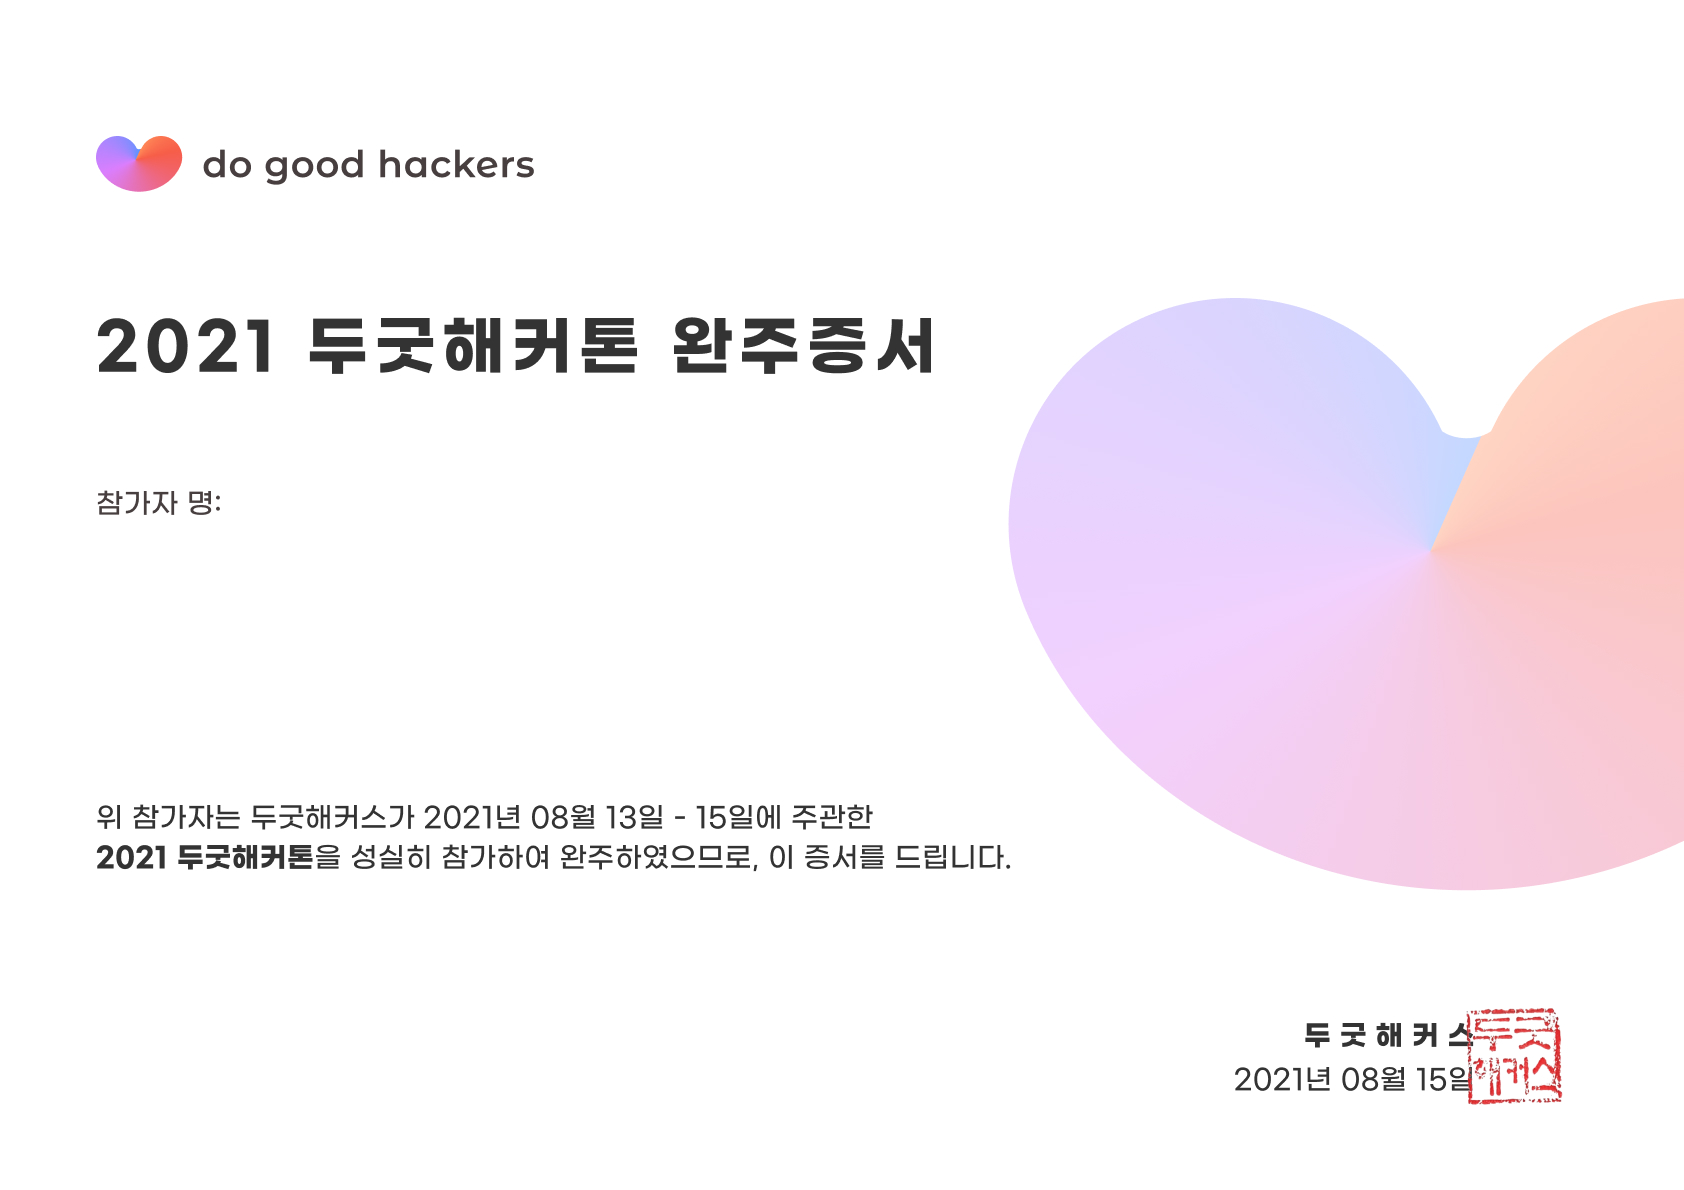 do good hackers
2021 두굿해커톤 완주증서
참가자 명:
위 참가자는 두굿해커스가 2021년 08월 13일 - 15일에 주관한
2021 두굿해커톤을 성실히 참가하여 완주하였으므로, 이 증서를 드립니다.
두굿해커스
2021년 08월 15일
두굿
해커스